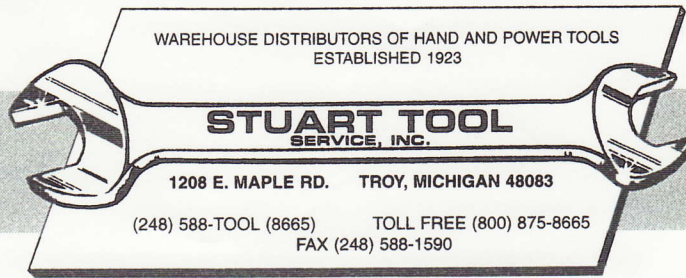 WAREHOUSE DISTRIBUTORS OF HAND AND POWER TOOLS
ESTABLISHED 1923
STUART TOOL
SERVICE, INC.
1208 E. MAPLE RD. TROY, MICHIGAN 48083
(248) 588-TOOL (8665) TOLL FREE (800) 875-8665
FAX (248) 588-1590